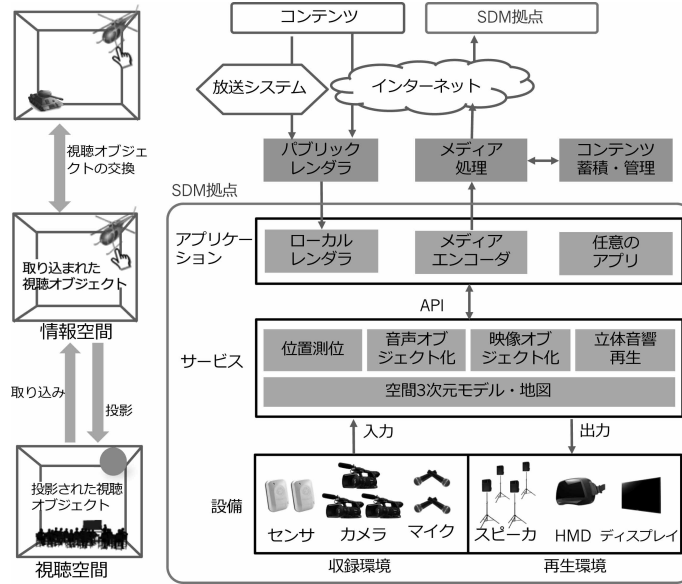 視聴オブジェ
クトの交換
取り込まれた
視聴オブジェクト
情報空間
取り込み
投影
投影された視聴
オブジェクト
視聴空間
コンテンツ
SDM拠点
放送システム
インターネット
パブリック
レンダラ
メディア
処理
コンテンツ
蓄積・管理
SDM拠点
アプリケー
ション
ローカル
レンダラ
メディア
エンコーダ
任意の
アプリ
API
サービス
位置測位
音声オブ
ジェクト化
映像オブ
ジェクト化
立体音響
再生
空間3次元モデル・地図
入力
出力
設備
センサ
カメラ
マイク
スピーカ
HMD
ディスプレイ
収録環境
再生環境